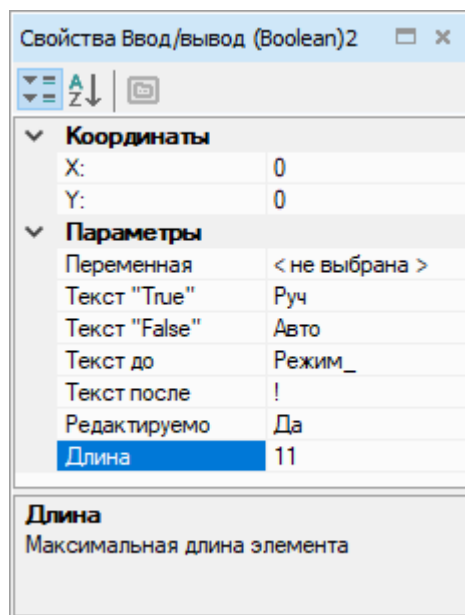 Свойства Ввод/вывод (Boolean)2
Координаты
X: 0
Y: 0
Параметры
Переменная < не выбрана >
Текст "True" Руч
Текст "False" Авто
Текст до Режим_
Текст после !
Редактируемо Да
Длина 11
Длина
Максимальная длина элемента